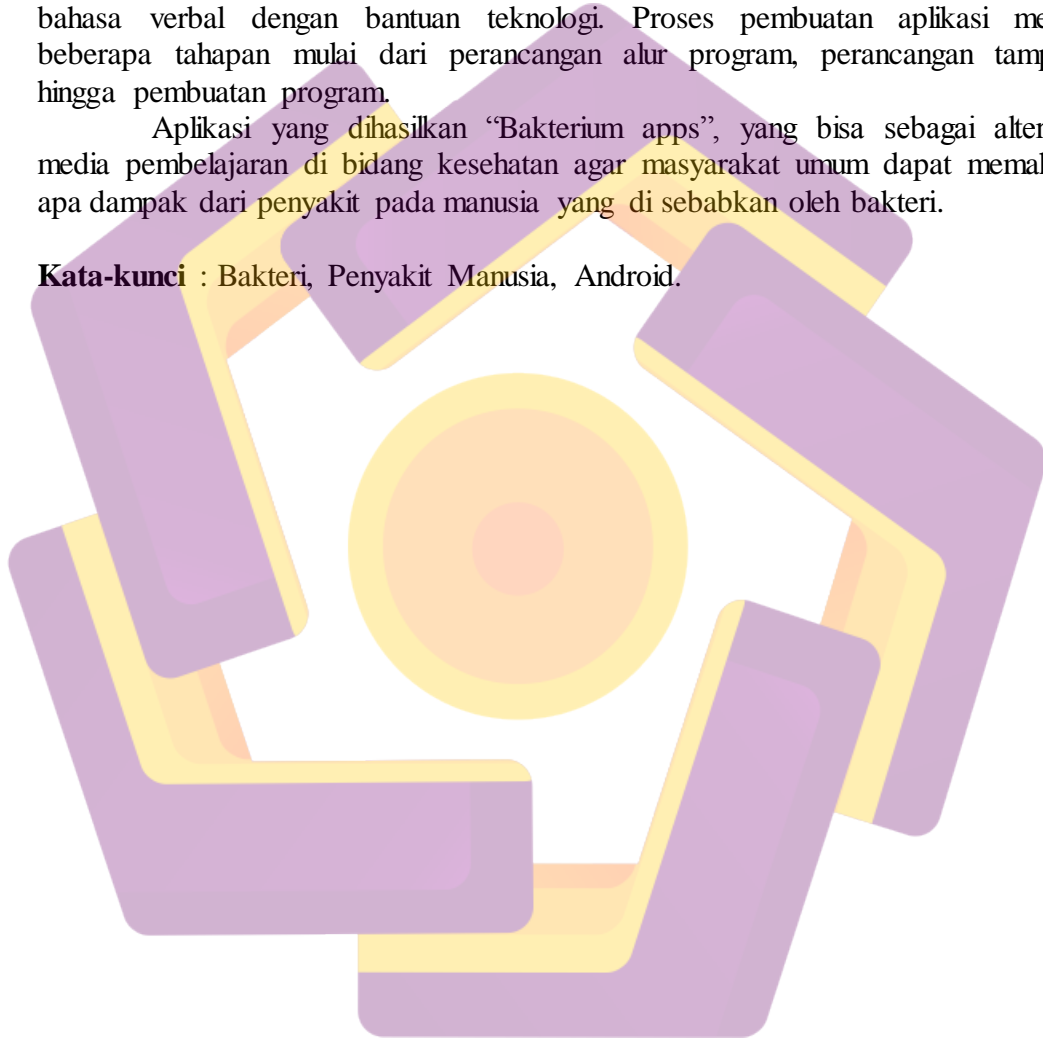 bahasa verbal dengan bantuan teknologi. Proses pembuatan aplikasi me
beberapa tahapan mulai dari perancangan alur program, perancangan tamp
hingga pembuatan program.
Aplikasi yang dihasilkan “Bakterium apps”, yang bisa sebagai alter
media pembelajaran di bidang kesehatan agar masyarakat umum dapat memal
apa dampak dari penyakit pada manusia yang di sebabkan oleh bakteri.
Kata-kunci : Bakteri, Penyakit Manusia, Android.